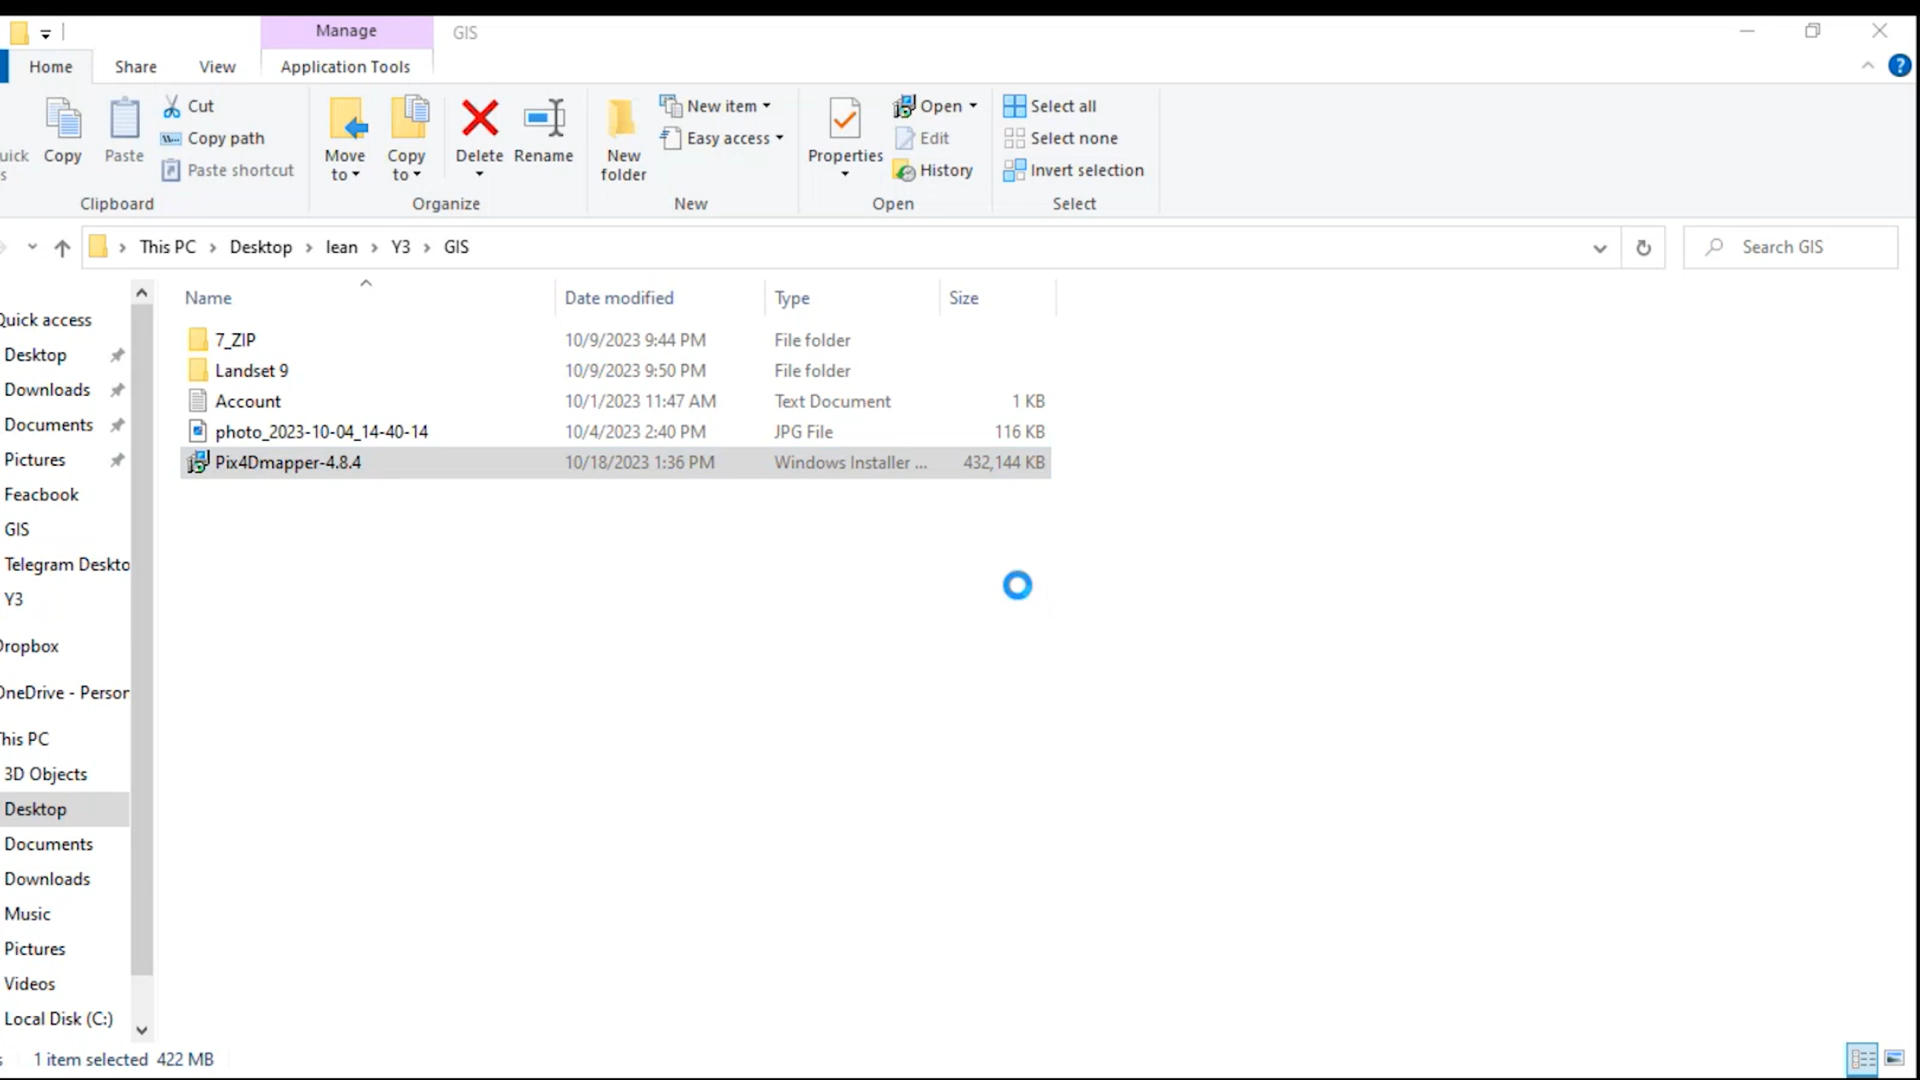 Manage
GIS
Home
Share
View
Application Tools
uick
s
Copy
Paste
Cut
Copy path
Paste shortcut
Clipboard
Move to
Copy to
Delete
Rename
Organize
New folder
New item
Easy access
New
Properties
Open
Edit
History
Open
Select all
Select none
Invert selection
Select
This PC > Desktop > lean > Y3 > GIS
Search GIS
Name Date modified Type Size
7_ZIP 10/9/2023 9:44 PM File folder
Landset 9 10/9/2023 9:50 PM File folder
Account 10/1/2023 11:47 AM Text Document 1 KB
photo_2023-10-04_14-40-14 10/4/2023 2:40 PM JPG File 116 KB
Pix4Dmapper-4.8.4 10/18/2023 1:36 PM Windows Installer ... 432,144 KB
Quick access
Desktop
Downloads
Documents
Pictures
Feacbook
GIS
Telegram Deskto
Y3
Dropbox
OneDrive - Person
This PC
3D Objects
Desktop
Documents
Downloads
Music
Pictures
Videos
Local Disk (C:)
s 1 item selected 422 MB